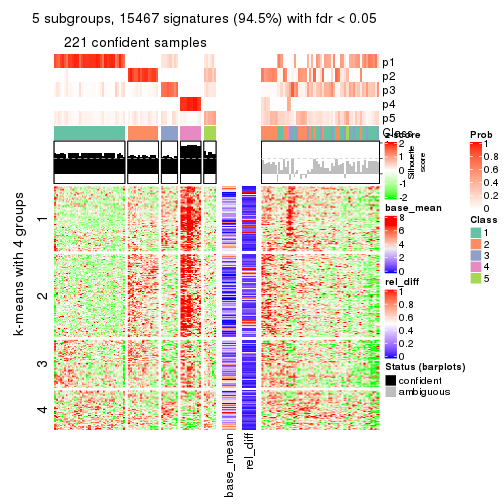 5 subgroups, 15467 signatures (94.5%) with fdr < 0.05
221 confident samples
p1
p2
p3
p4
p5
Class
Silhouette
score
k-means with 4 groups
1
2
3
4
base_mean
rel_diff
z-score
2
1
0
-1
-2
base_mean
8
6
4
2
0
rel_diff
1
0.8
0.6
0.4
0.2
0
Status (barplots)
confident
ambiguous
Prob
1
0.8
0.6
0.4
0.2
0
Class
1
2
3
4
5